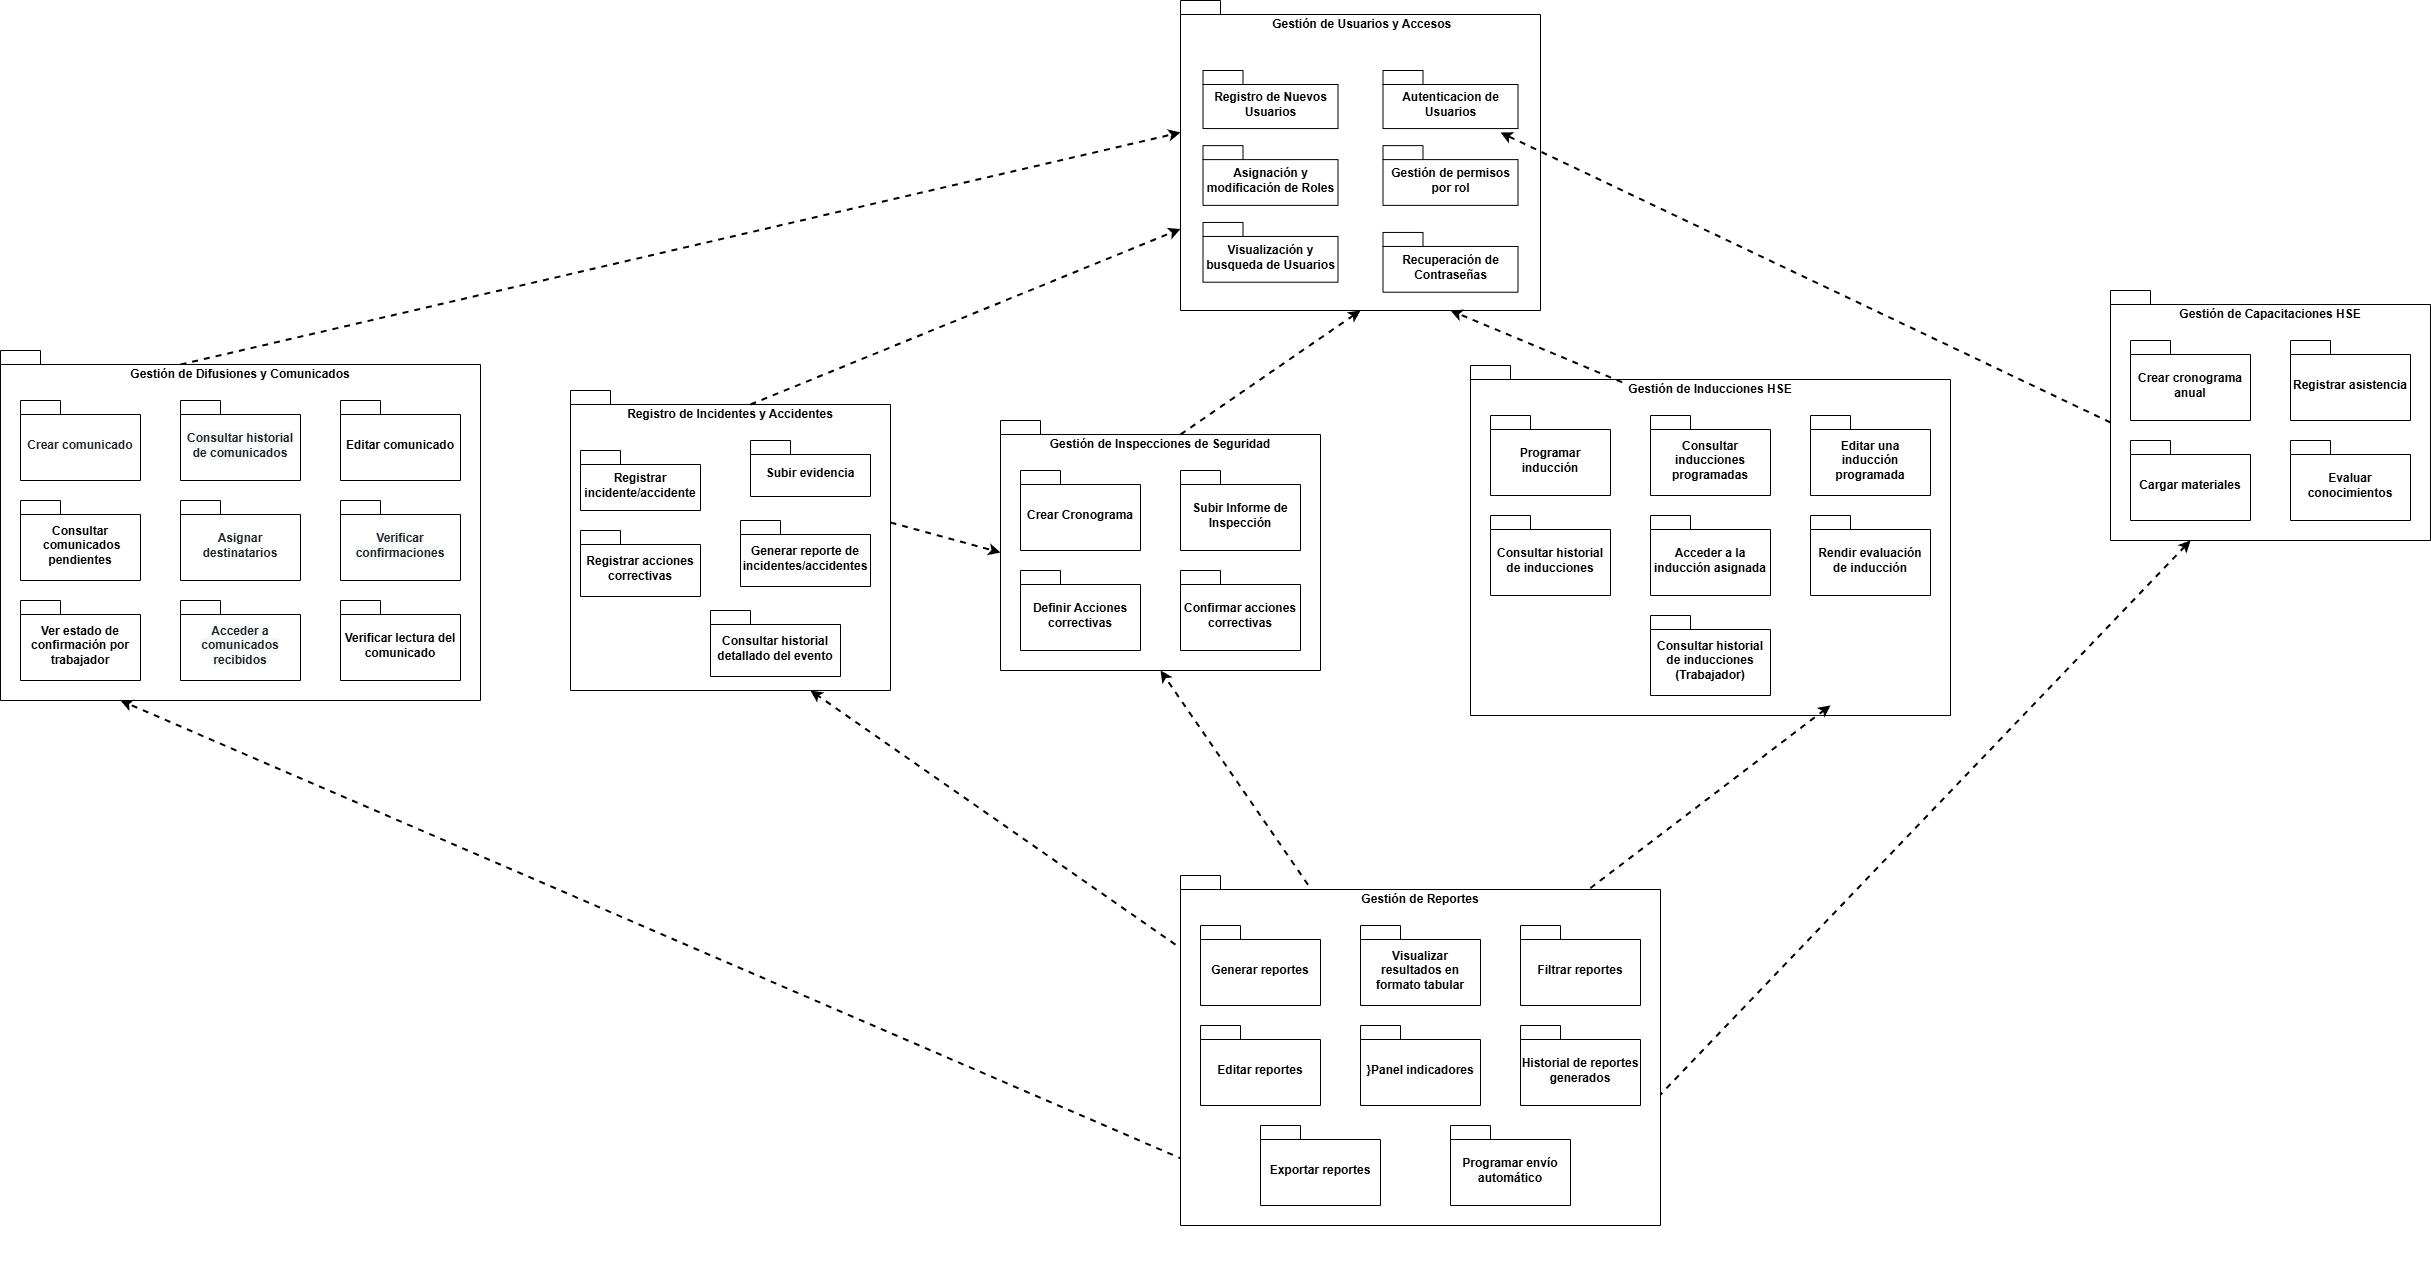 Gestión de Usuarios y Accesos
Registro de Nuevos
Usuarios
Autenticacion de
Usuarios
Asignación y
modificación de Roles
Gestión de permisos
por rol
Visualización y
busqueda de Usuarios
Recuperación de
Contraseñas
Gestión de Capacitaciones HSE
Crear cronograma
anual
Registrar asistencia
Cargar materiales
Evaluar
conocimientos
Gestión de Difusiones y Comunicados
Crear comunicado
Consultar historial
de comunicados
Editar comunicado
Consultar
comunicados
pendientes
Asignar
destinatarios
Verificar
confirmaciones
Ver estado de
confirmación por
trabajador
Acceder a
comunicados
recibidos
Verificar lectura del
comunicado
Registro de Incidentes y Accidentes
Registrar
incidente/accidente
Subir evidencia
Registrar acciones
correctivas
Generar reporte de
incidentes/accidentes
Consultar historial
detallado del evento
Gestión de Inspecciones de Seguridad
Crear Cronograma
Subir Informe de
Inspección
Definir Acciones
correctivas
Confirmar acciones
correctivas
Gestión de Inducciones HSE
Programar
inducción
Consultar
inducciones
programadas
Editar una
inducción
programada
Consultar historial
de inducciones
Acceder a la
inducción asignada
Rendir evaluación
de inducción
Consultar historial
de inducciones
(Trabajador)
Gestión de Reportes
Generar reportes
Visualizar
resultados en
formato tabular
Filtrar reportes
Editar reportes
}Panel indicadores
Historial de reportes
generados
Exportar reportes
Programar envío
automático